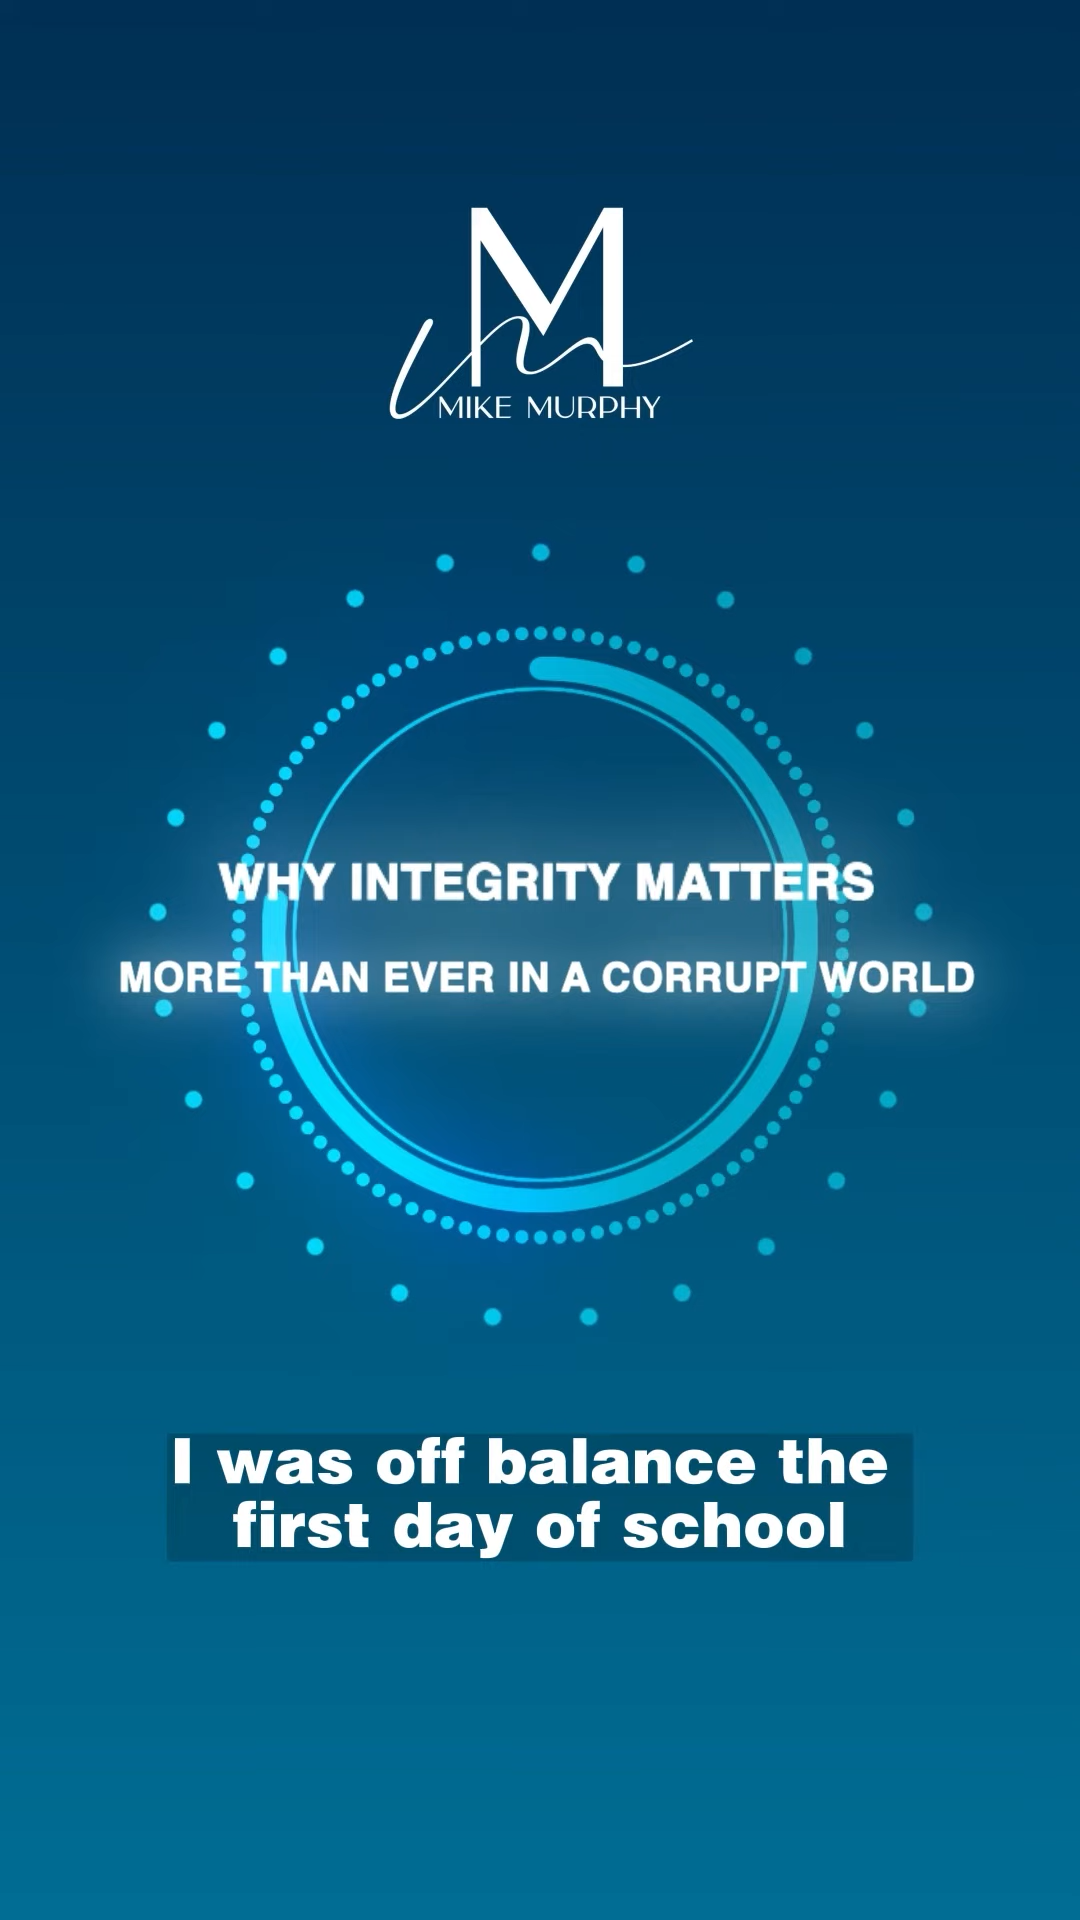 M
m
MIKE MURPHY
WHY INTEGRITY MATTERS
MORE THAN EVER IN A CORRUPT WORLD
I was off balance the
first day of school